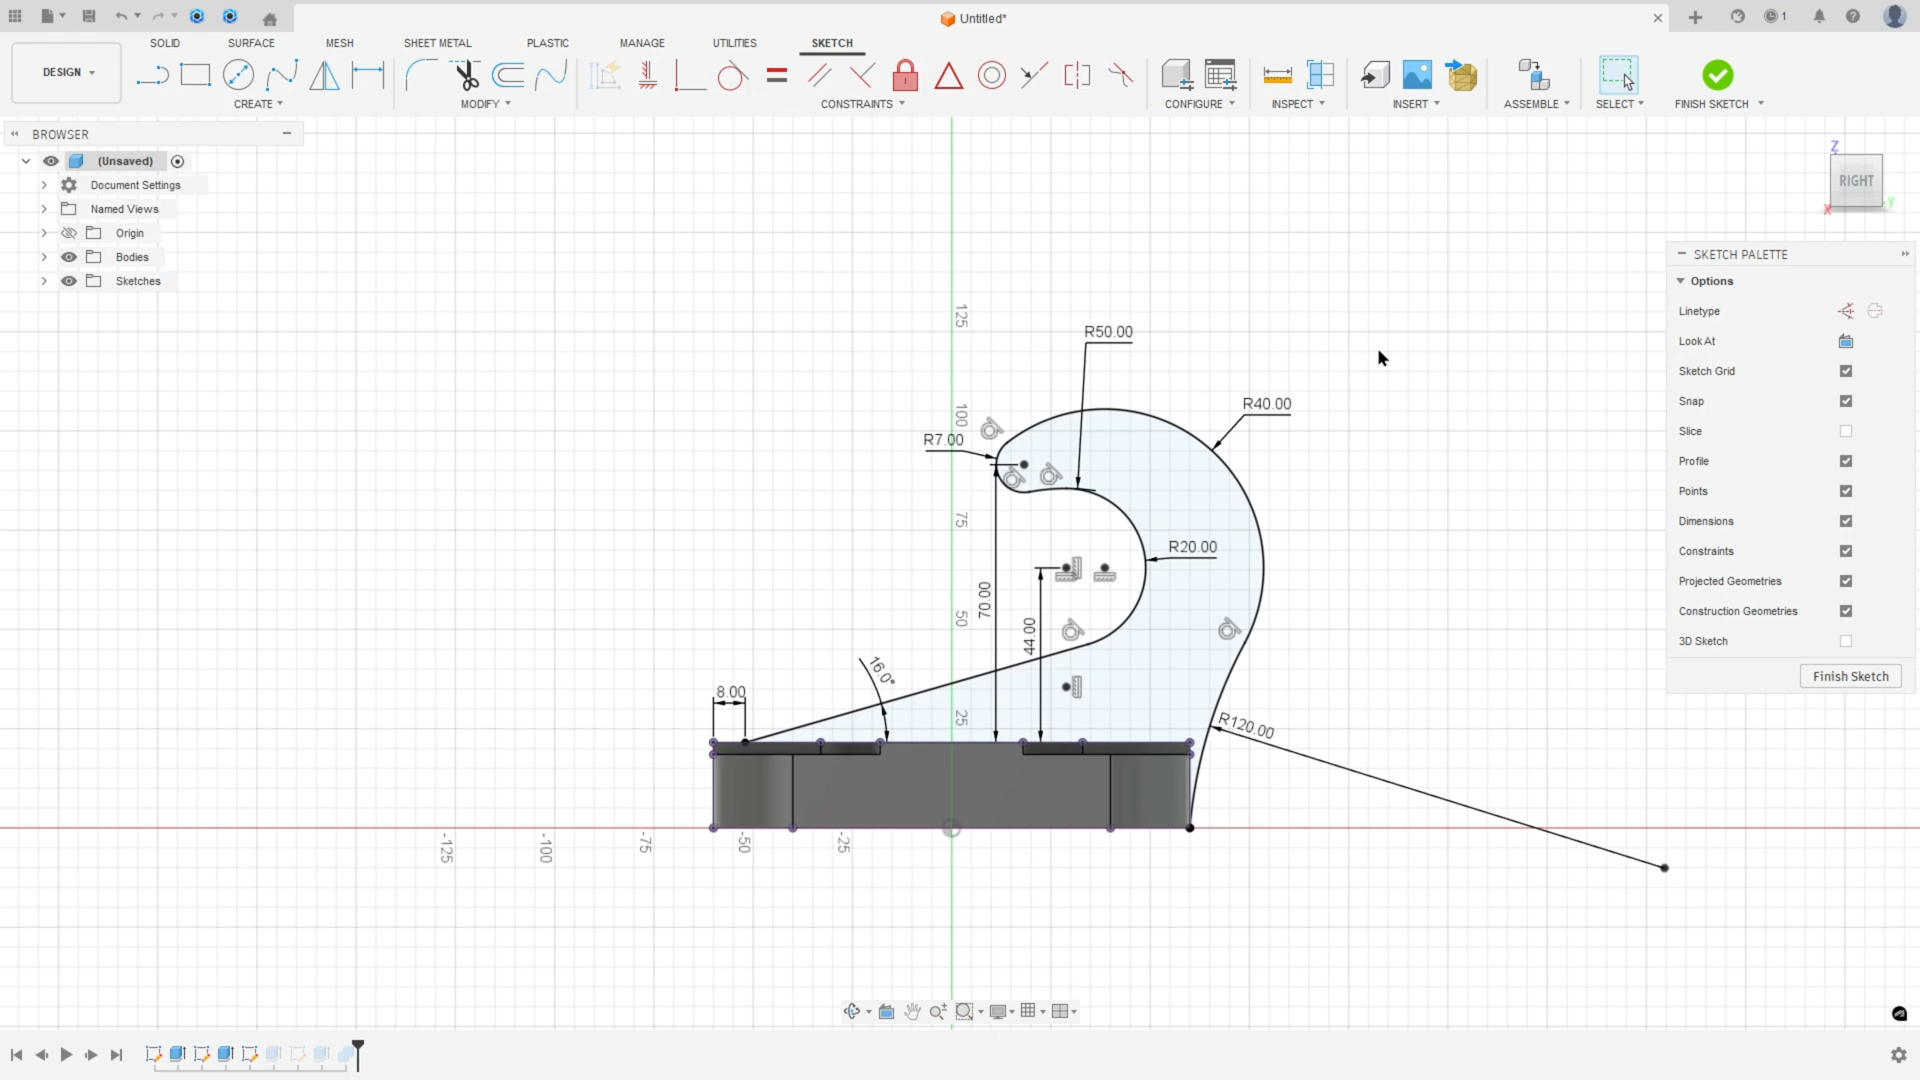 Untitled*
1
SOLID SURFACE MESH SHEET METAL PLASTIC MANAGE UTILITIES SKETCH
DESIGN
CREATE MODIFY CONSTRAINTS CONFIGURE INSPECT INSERT ASSEMBLE SELECT FINISH SKETCH
BROWSER
(Unsaved)
Document Settings
Named Views
Origin
Bodies
Sketches
Z
RIGHT
X
Y
SKETCH PALETTE
Options
Linetype
Look At
Sketch Grid
Snap
Slice
Profile
Points
Dimensions
Constraints
Projected Geometries
Construction Geometries
3D Sketch
Finish Sketch
125
R50.00
100
R40.00
R7.00
75
R20.00
70.00
50
44.00
16.0°
8.00
25
R120.00
-125
-100
-75
-50
-25